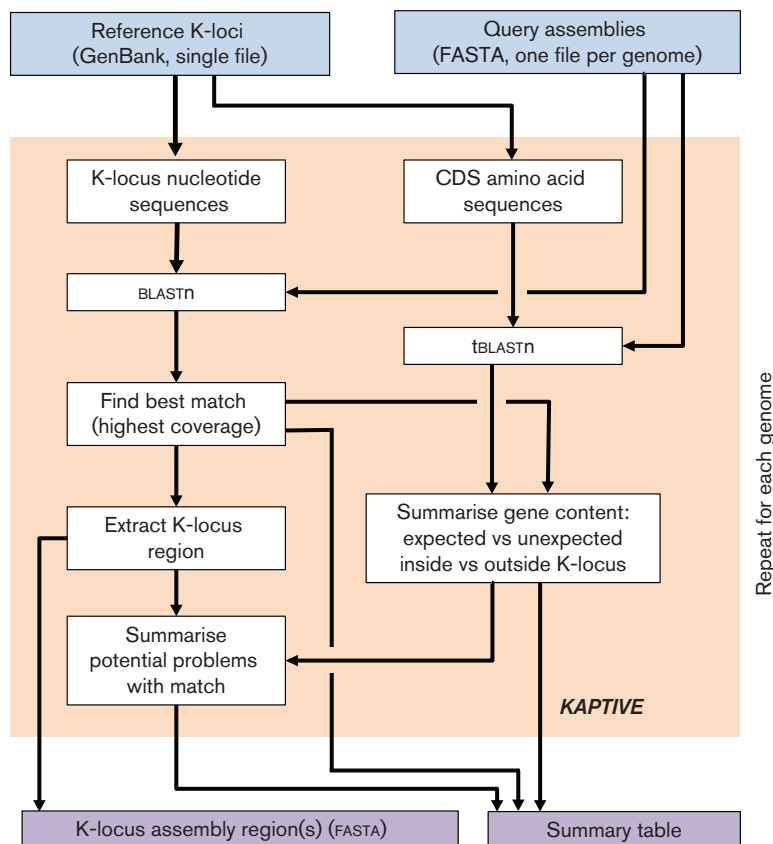 Reference K-loci
(GenBank, single file)
Query assemblies
(FASTA, one file per genome)
K-locus nucleotide
sequences
CDS amino acid
sequences
BLASTn
tBLASTn
Find best match
(highest coverage)
Extract K-locus
region
Summarise gene content:
expected vs unexpected
inside vs outside K-locus
Summarise
potential problems
with match
KAPTIVE
Repeat for each genome
K-locus assembly region(s) (FASTA)
Summary table